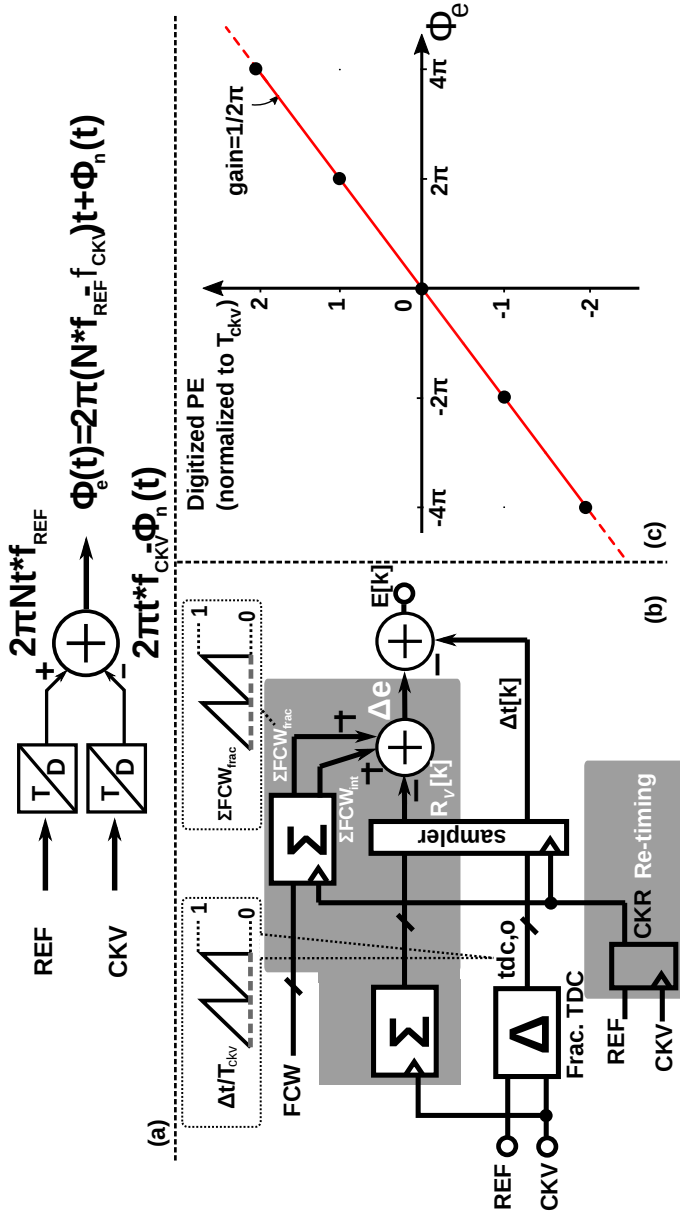 REF
CKV
T
D
T
D
+
−
2πNt*f_REF
2πt*f_CKV-Φ_n(t)
Φ_e(t)=2π(N*f_REF-f_CKV)t+Φ_n(t)
(a)
Δt/T_ckv
1
0
ΣFCW_frac
1
0
FCW
Σ
ΣFCW_frac
ΣFCW_int
+
+
−
Δe
E[k]
−
Σ
R_v[k]
sampler
Δt[k]
tdc,o
REF
CKV
Δ
Frac. TDC
REF
CKV
CKR
Re-timing
(b)
Digitized PE
(normalized to T_ckv)
gain=1/2π
2
1
0
-1
-2
-4π
-2π
2π
4π
Φ_e
(c)